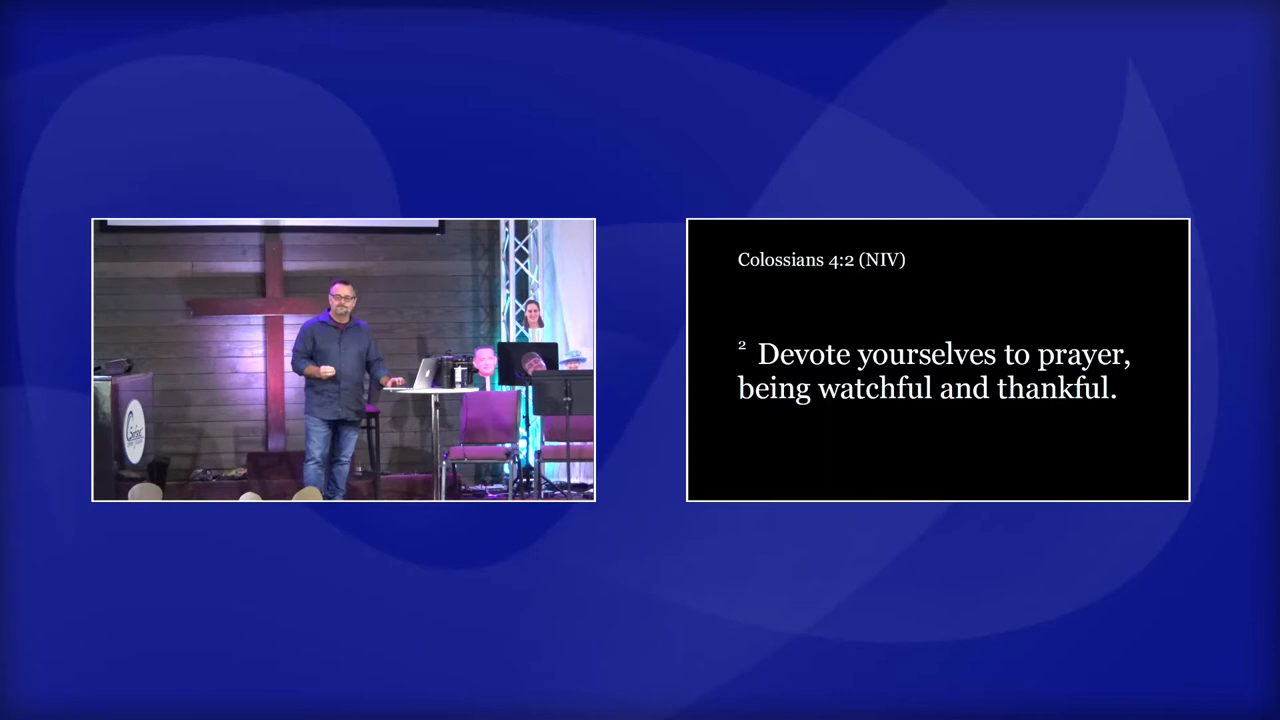 Colossians 4:2 (NIV)
2 Devote yourselves to prayer,
being watchful and thankful.